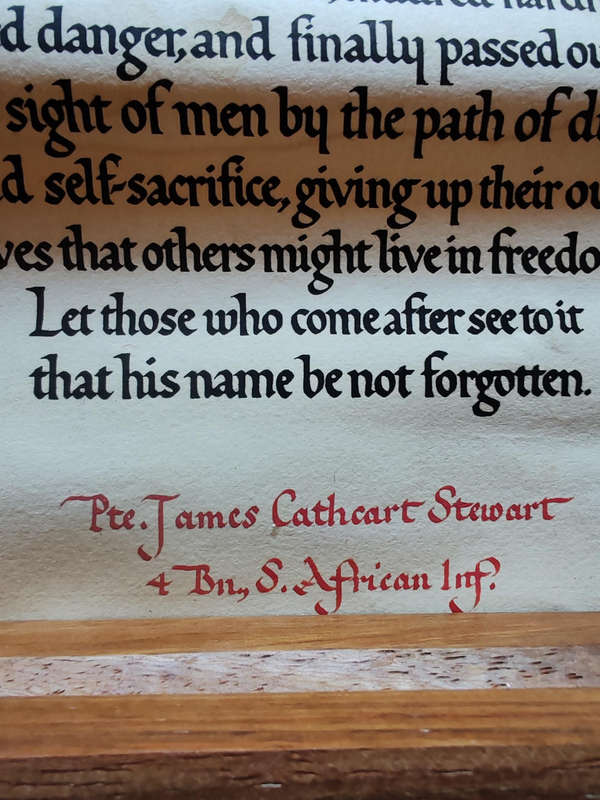 d danger, and finally passed ou
sight of men by the path of d
d self-sacrifice, giving up their ow
ves that others might live in freedo
Let those who come after see to it
that his name be not forgotten.
Pte. James Cathcart Stewart
4 Bn., S. African Inf.